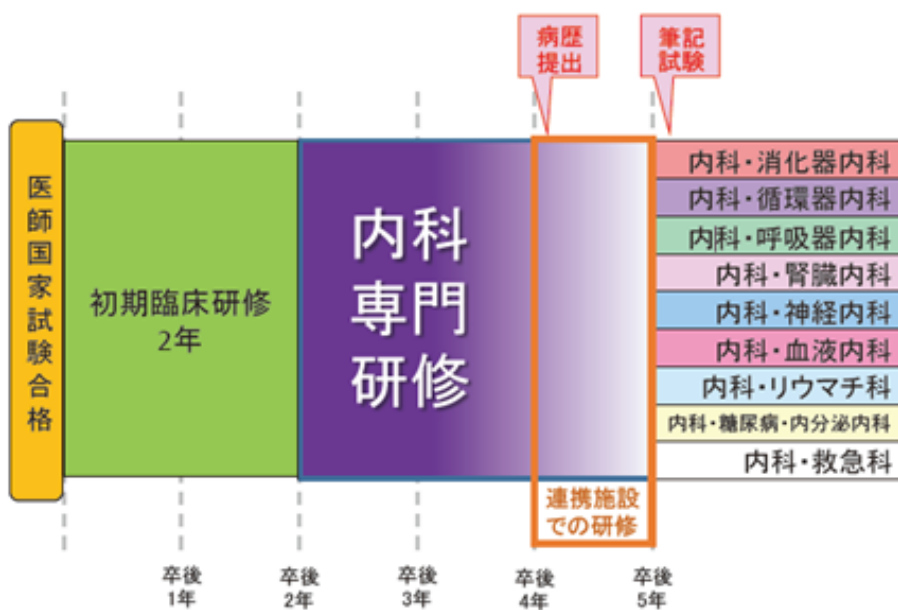 病歴
提出
筆記
試験
医師国家試験合格
初期臨床研修
2年
内科
専門
研修
内科・消化器内科
内科・循環器内科
内科・呼吸器内科
内科・腎臓内科
内科・神経内科
内科・血液内科
内科・リウマチ科
内科・糖尿病・内分泌内科
内科・救急科
連携施設
での研修
卒後
1年
卒後
2年
卒後
3年
卒後
4年
卒後
5年